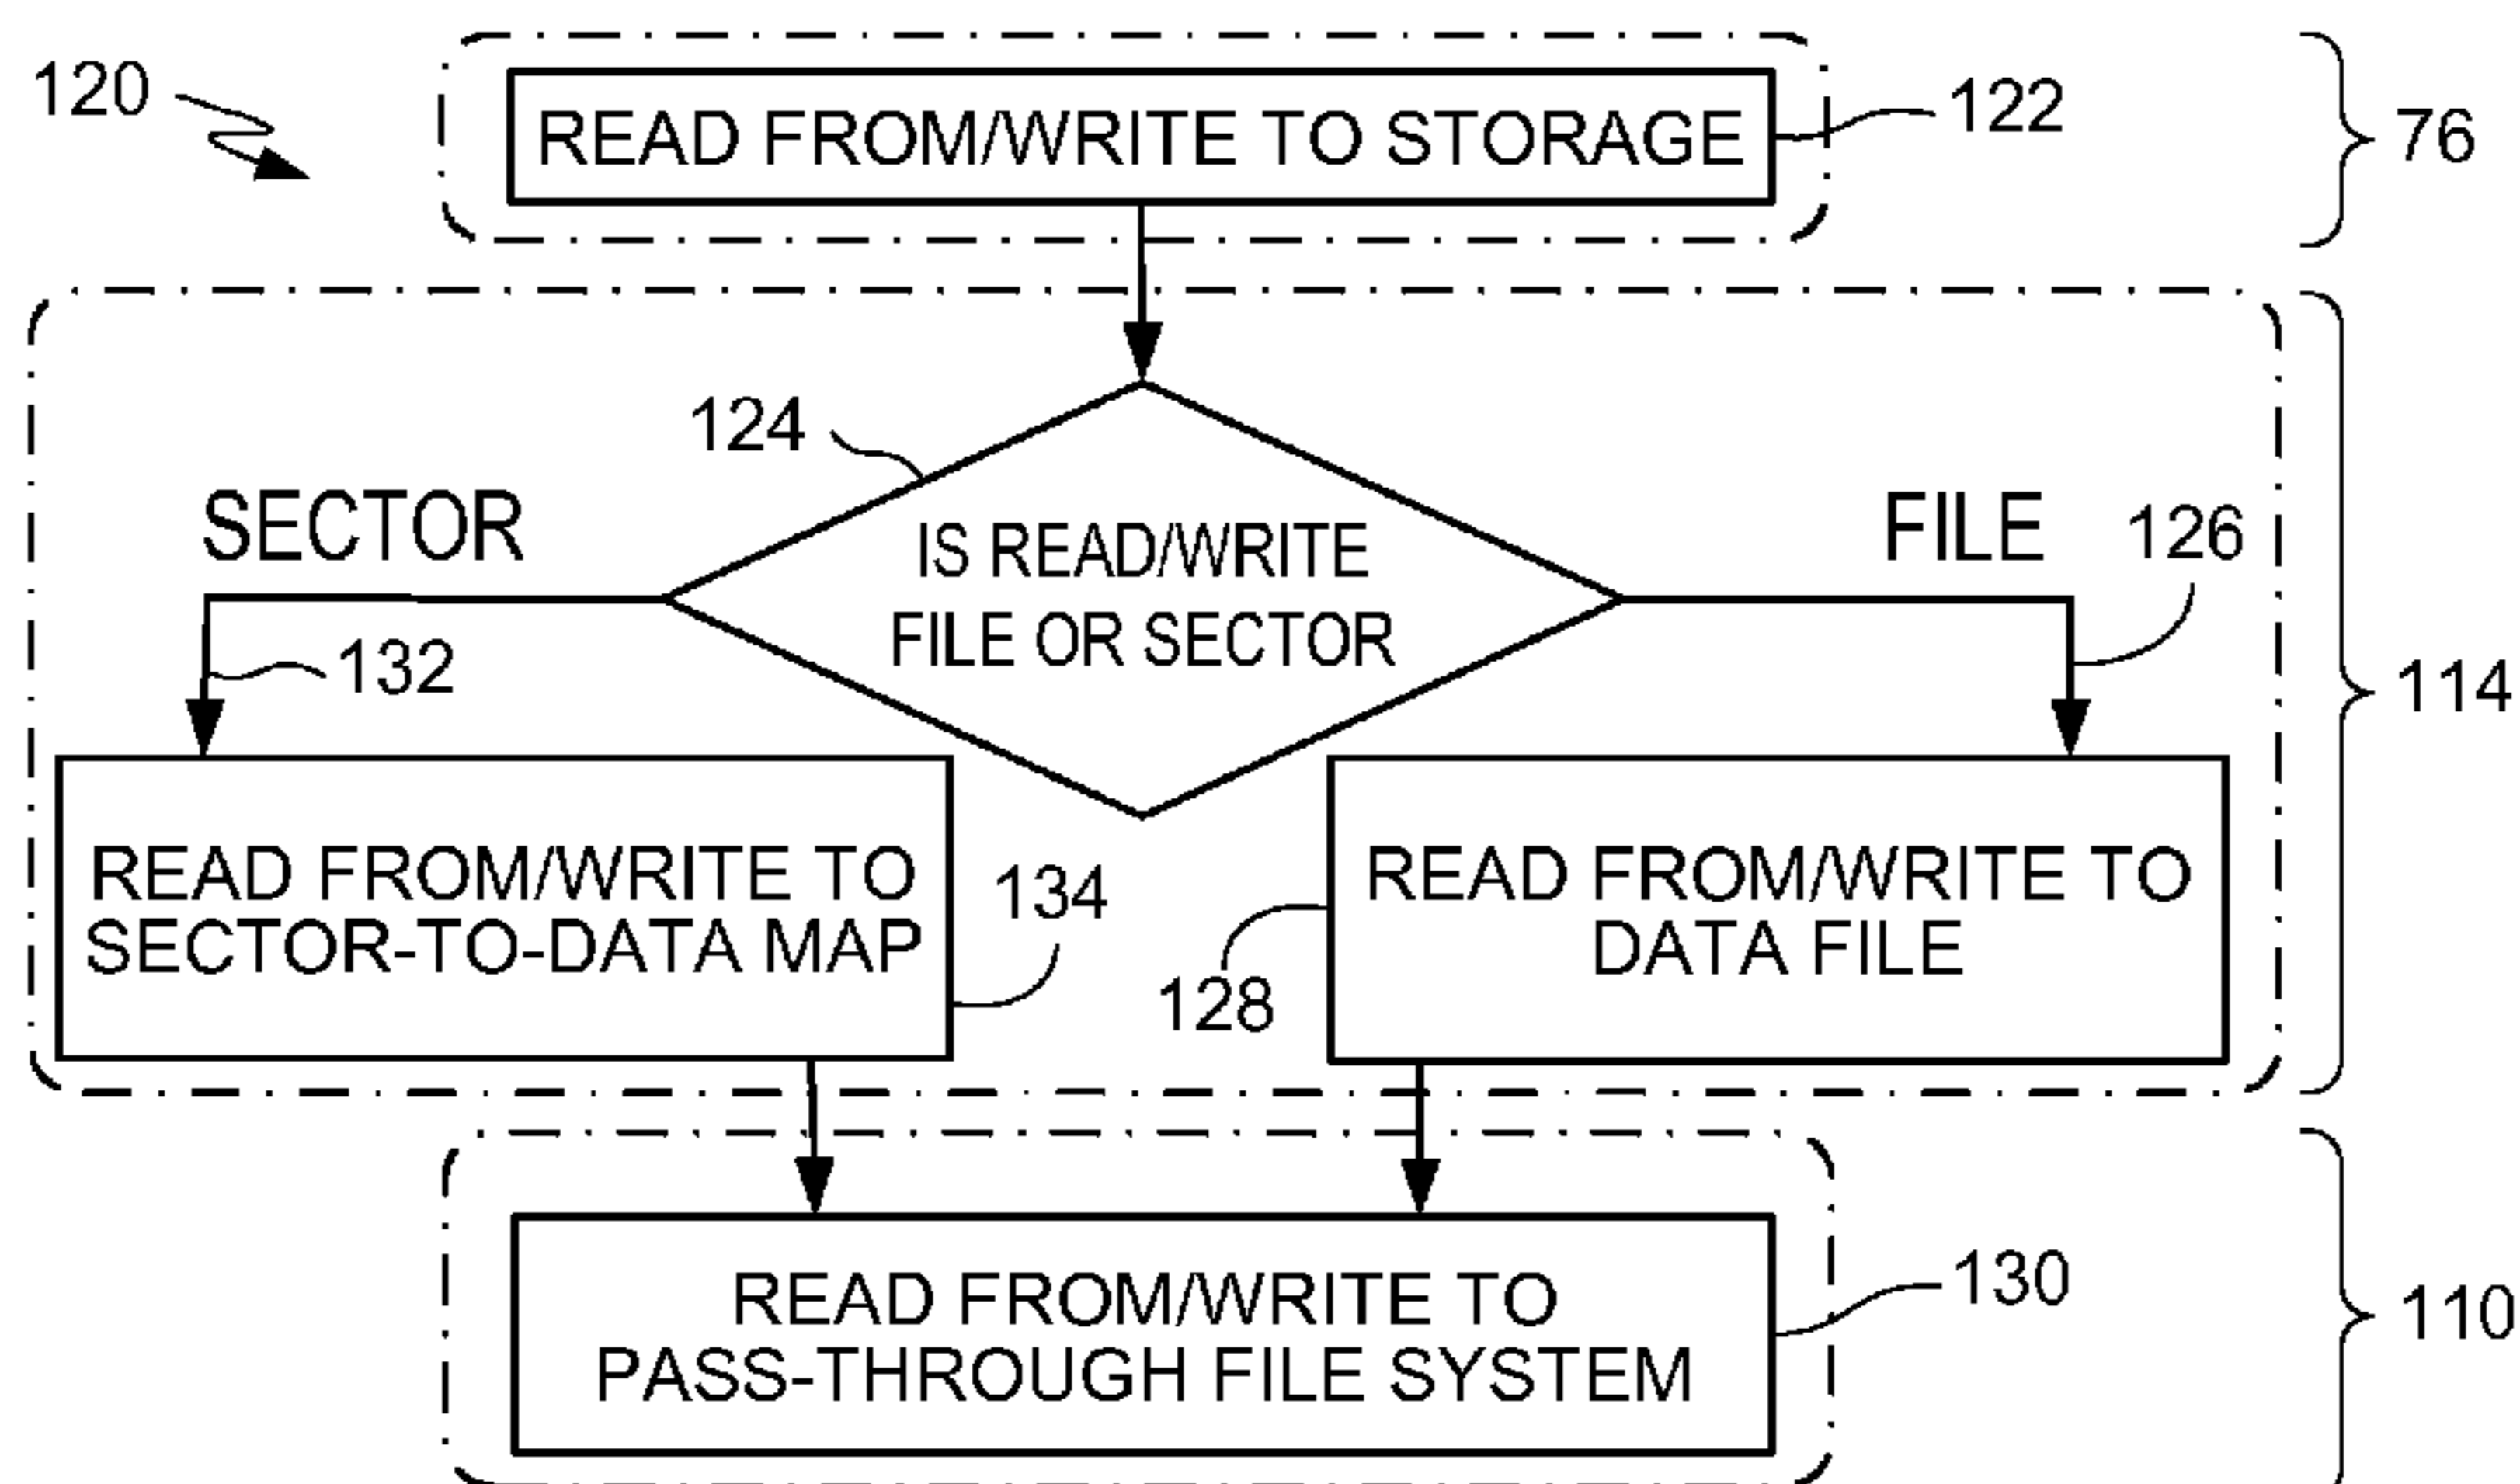 120
READ FROM/WRITE TO STORAGE
122
76
124
SECTOR
IS READ/WRITE
FILE OR SECTOR
FILE
126
132
114
READ FROM/WRITE TO
SECTOR-TO-DATA MAP
134
128
READ FROM/WRITE TO
DATA FILE
READ FROM/WRITE TO
PASS-THROUGH FILE SYSTEM
130
110